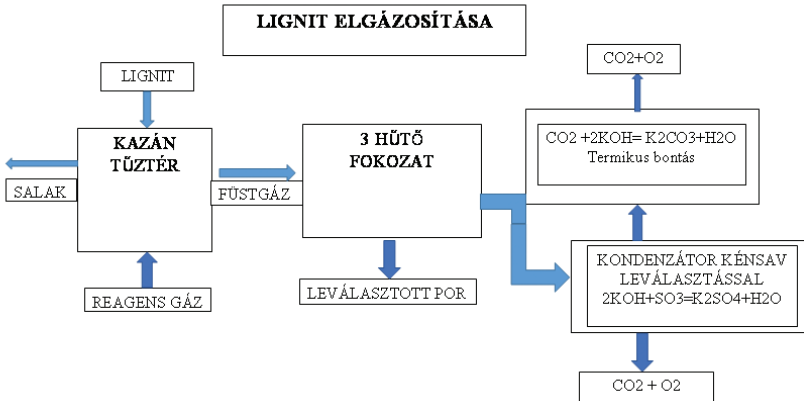 LIGNIT ELGÁZOSÍTÁSA
LIGNIT
KAZÁN
TŰZTÉR
SALAK
REAGENS GÁZ
FÜSTGÁZ
3 HŰTŐ
FOKOZAT
LEVÁLASZTOTT POR
CO2+O2
CO2 +2KOH= K2CO3+H2O
Termikus bontás
KONDENZÁTOR KÉNSAV
LEVÁLASZTÁSSAL
2KOH+SO3=K2SO4+H2O
CO2 + O2